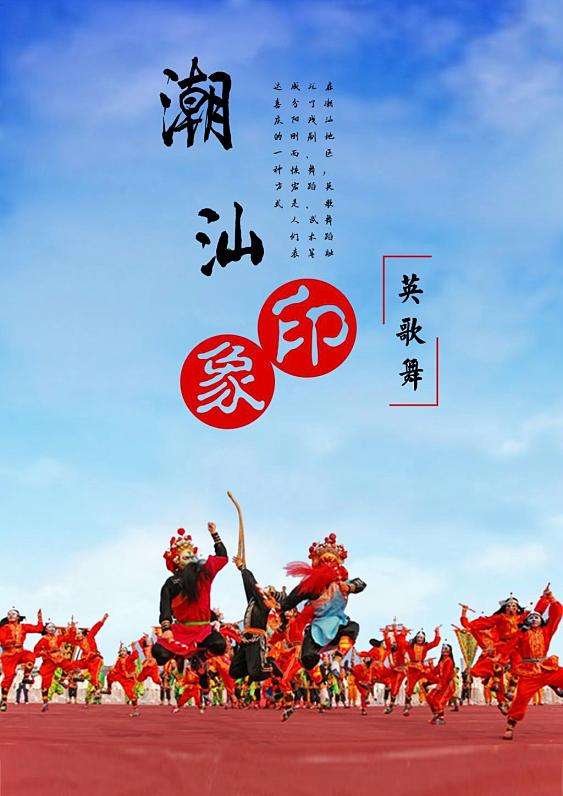 潮汕
印象
在潮汕地区，英歌舞蹈融
汇了戏剧、舞蹈、武术等
成分阳刚而恢宏是人们表
达喜庆的一种方式
英歌舞